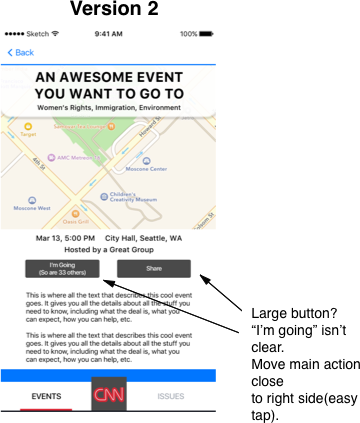 Version 2
Sketch
9:41 AM
100%
Back
AN AWESOME EVENT
YOU WANT TO GO TO
Women's Rights, Immigration, Environment
Target
Howard St
AMC Metreon 16
4th St
Moscone Center
Children's
Creativity Museum
Moscone West
Oasis Grill
Folsom St
Mar 13, 5:00 PM City Hall, Seattle, WA
Hosted by a Great Group
I'm Going
(So are 33 others)
Share
This is where all the text that describes this cool event
goes. It gives you all the details about all the stuff you
need to know, including what the deal is, what you
can expect, how you can help, etc.
This is where all the text that describes this cool event
goes. It gives you all the details about all the stuff you
need to know, including what the deal is, what you
can expect, how you can help, etc.
Large button?
“I’m going” isn’t
clear.
Move main action
close
to right side(easy
tap).
EVENTS
CNN
ISSUES